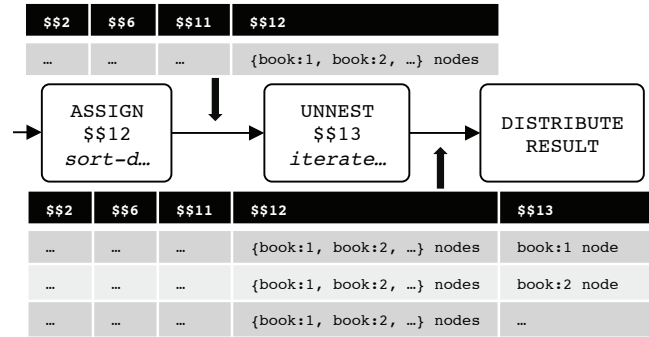 $$2 $$6 $$11 $$12
… … … {book:1, book:2, …} nodes
ASSIGN
$$12
sort-d…
UNNEST
$$13
iterate…
DISTRIBUTE
RESULT
$$2 $$6 $$11 $$12 $$13
… … … {book:1, book:2, …} nodes book:1 node
… … … {book:1, book:2, …} nodes book:2 node
… … … {book:1, book:2, …} nodes …